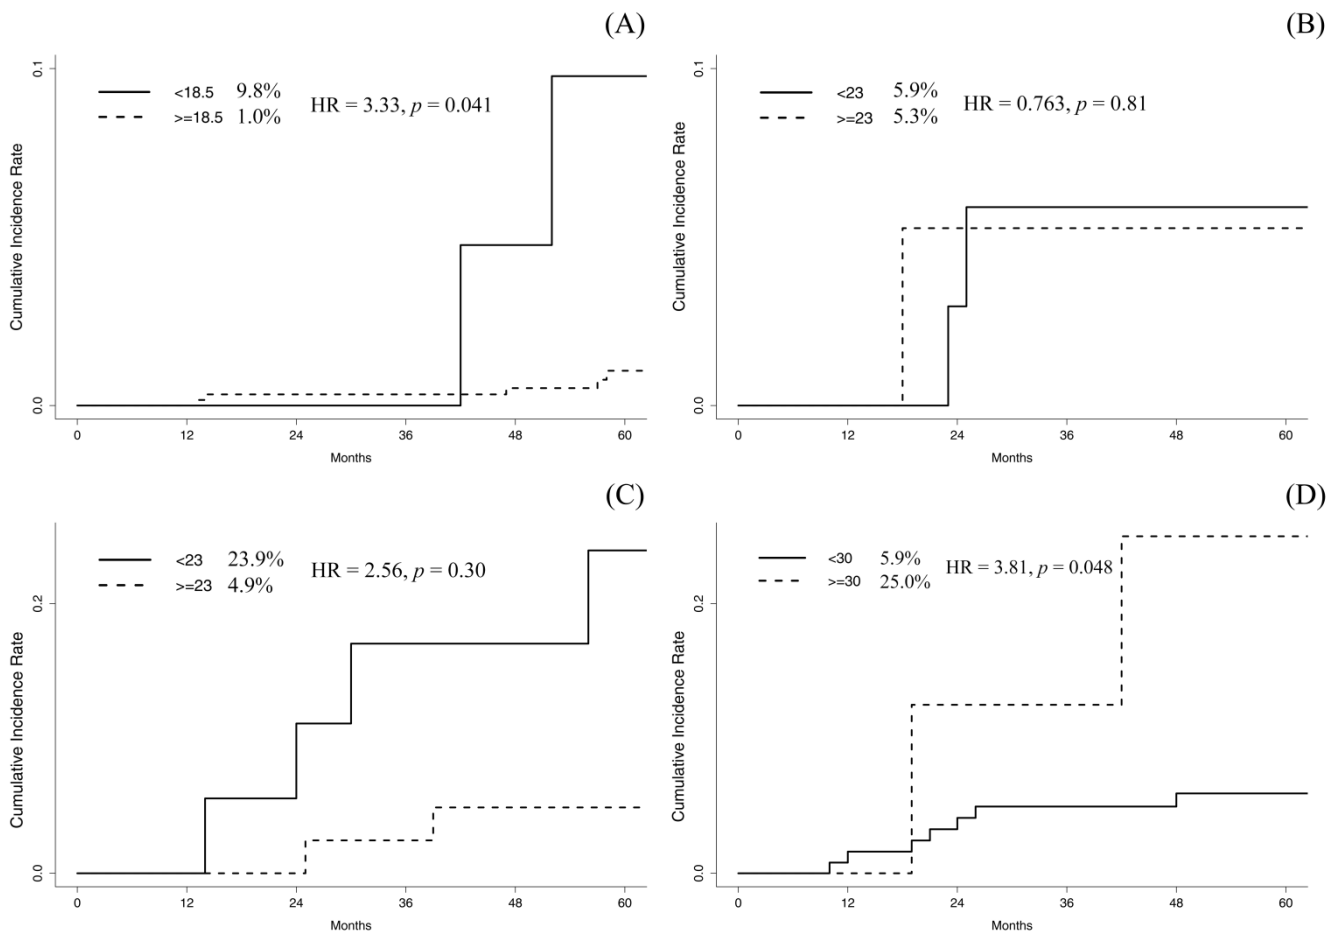 (A)
0.1
<18.5 9.8%
>=18.5 1.0%
HR = 3.33, p = 0.041
Cumulative Incidence Rate
0.0
0 12 24 36 48 60
Months
(B)
0.1
<23 5.9%
>=23 5.3%
HR = 0.763, p = 0.81
Cumulative Incidence Rate
0.0
0 12 24 36 48 60
Months
(C)
<23 23.9%
>=23 4.9%
HR = 2.56, p = 0.30
0.2
Cumulative Incidence Rate
0.0
0 12 24 36 48 60
Months
(D)
<30 5.9%
>=30 25.0%
HR = 3.81, p = 0.048
0.2
Cumulative Incidence Rate
0.0
0 12 24 36 48 60
Months